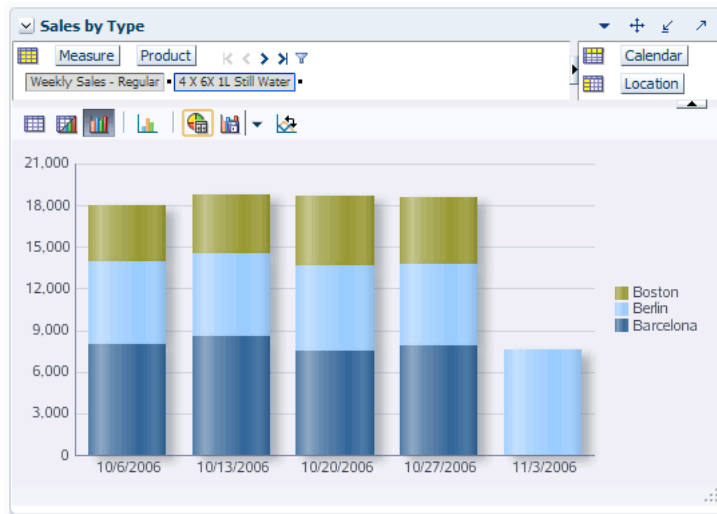 Sales by Type
Measure Product
Weekly Sales - Regular 4 X 6X 1L Still Water
Calendar
Location
21,000
18,000
15,000
12,000
9,000
6,000
3,000
0
10/6/2006 10/13/2006 10/20/2006 10/27/2006 11/3/2006
Boston
Berlin
Barcelona